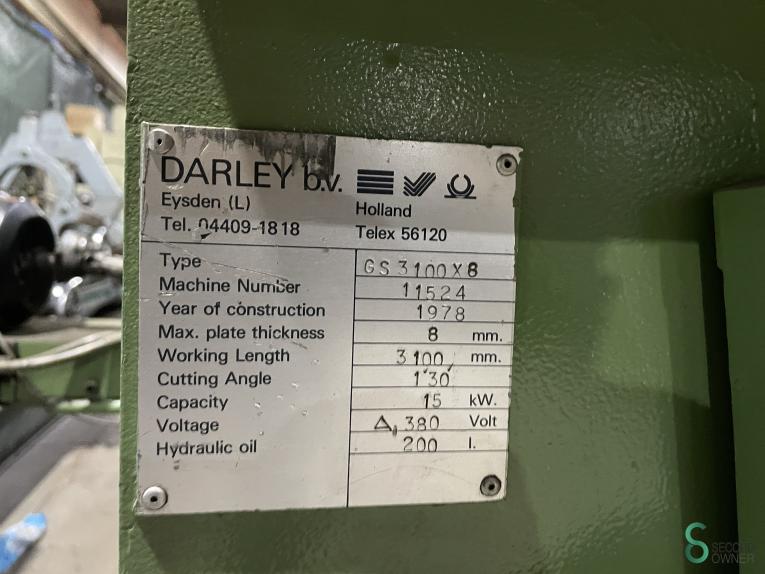 DARLEY b.v.
Eysden (L) Holland
Tel. 04409-1818 Telex 56120
Type GS 3100X8
Machine Number 11524
Year of construction 1978
Max. plate thickness 8 mm.
Working Length 3100 mm.
Cutting Angle 1°30'
Capacity 15 kW.
Voltage Δ 380 Volt
Hydraulic oil 200 l.
SECOND
OWNER